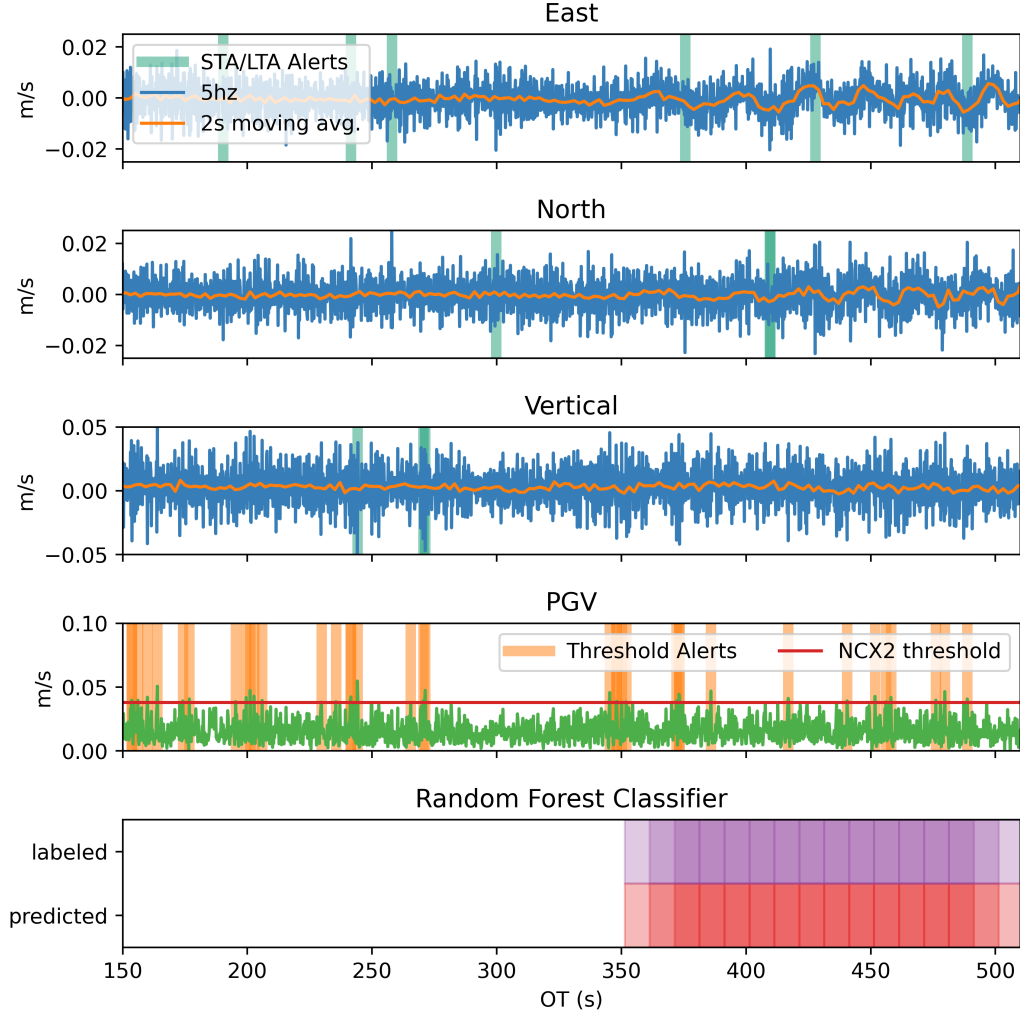 East
0.02
0.00
−0.02
m/s
STA/LTA Alerts
5hz
2s moving avg.
North
0.02
0.00
−0.02
m/s
Vertical
0.05
0.00
−0.05
m/s
PGV
0.10
0.05
0.00
m/s
Threshold Alerts
NCX2 threshold
Random Forest Classifier
labeled
predicted
150 200 250 300 350 400 450 500
OT (s)